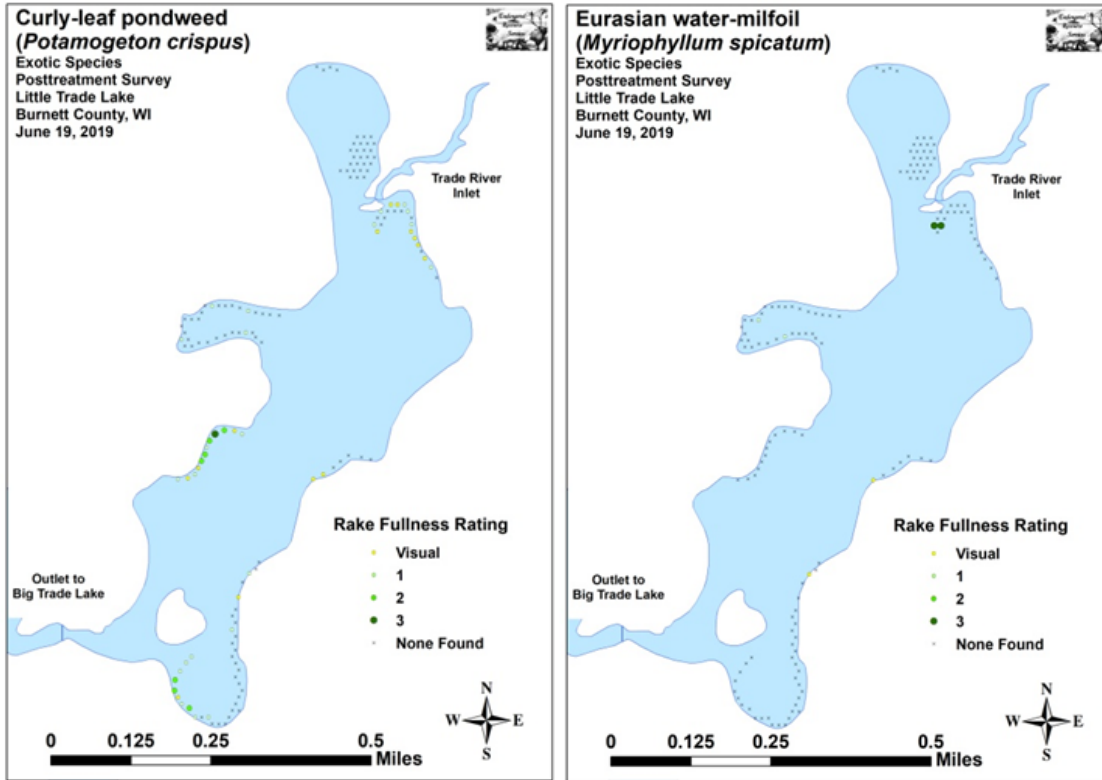 Curly-leaf pondweed
(Potamogeton crispus)
Exotic Species
Posttreatment Survey
Little Trade Lake
Burnett County, WI
June 19, 2019
Trade River
Inlet
Rake Fullness Rating
Visual
1
2
3
None Found
Outlet to
Big Trade Lake
N
W E
S
0 0.125 0.25 0.5
Miles
Eurasian water-milfoil
(Myriophyllum spicatum)
Exotic Species
Posttreatment Survey
Little Trade Lake
Burnett County, WI
June 19, 2019
Trade River
Inlet
Rake Fullness Rating
Visual
1
2
3
None Found
Outlet to
Big Trade Lake
N
W E
S
0 0.125 0.25 0.5
Miles